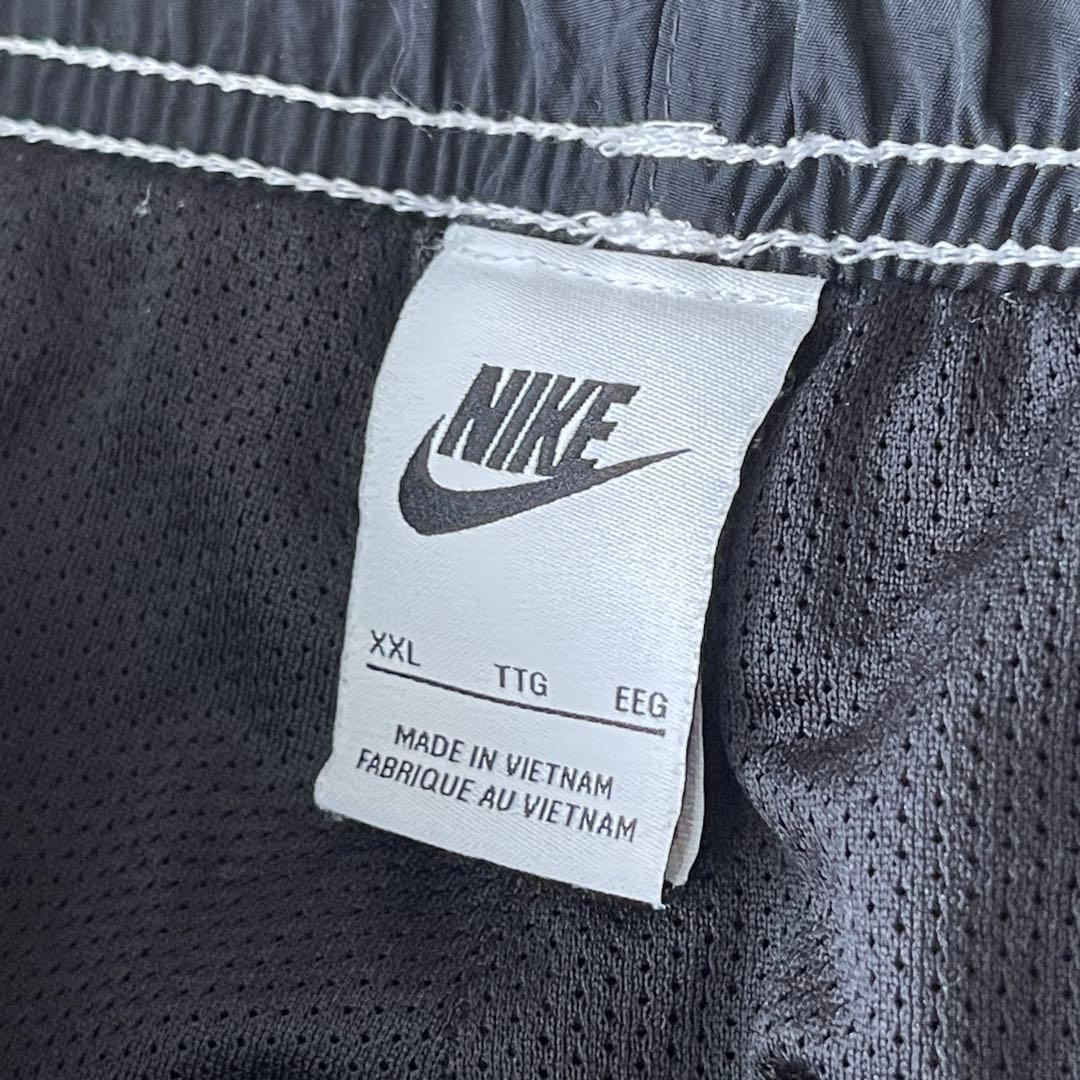 NIKE
XXL TTG EEG
MADE IN VIETNAM
FABRIQUE AU VIETNAM